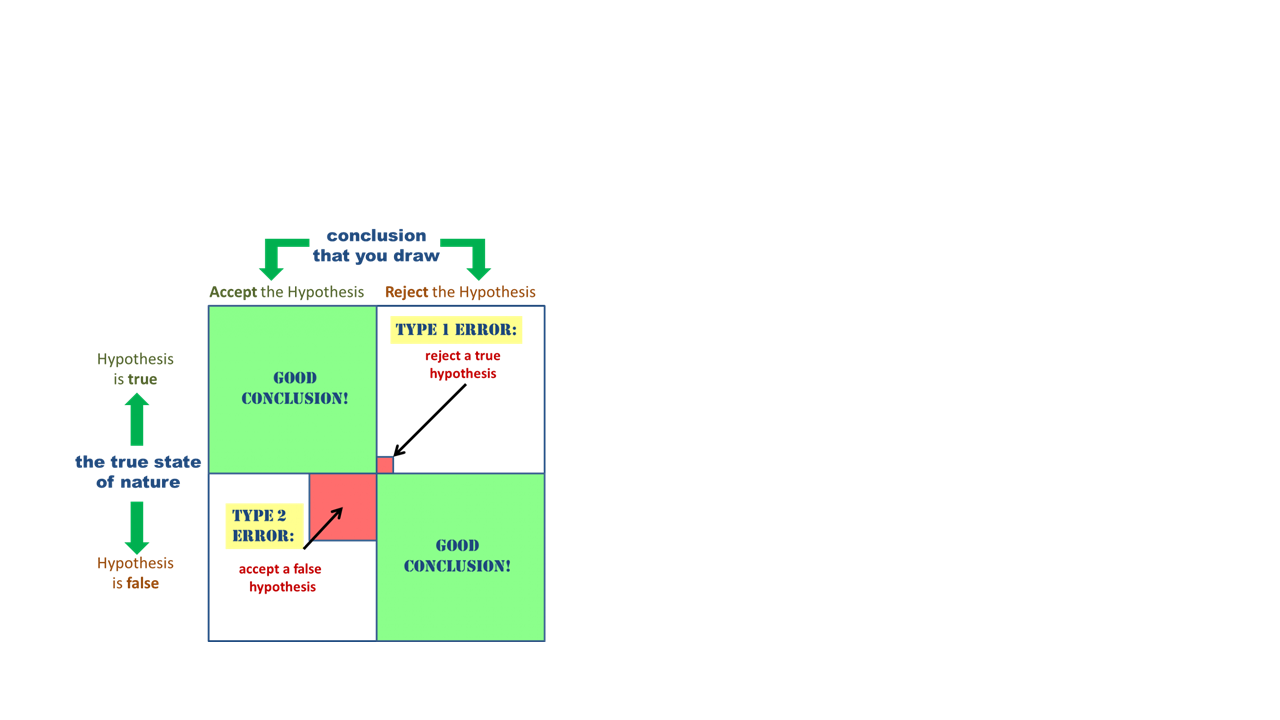 conclusion
that you draw
Accept the Hypothesis
Reject the Hypothesis
TYPE 1 ERROR:
reject a true
hypothesis
Hypothesis
is true
GOOD
CONCLUSION!
the true state
of nature
TYPE 2
ERROR:
accept a false
hypothesis
GOOD
CONCLUSION!
Hypothesis
is false